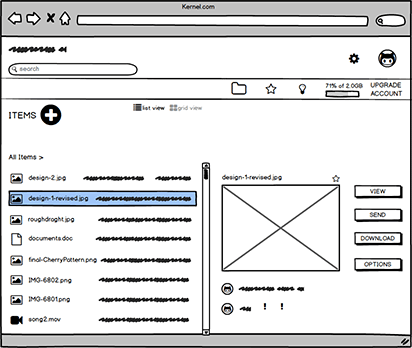 Kernel.com
search
71% of 2.0GB
UPGRADE
ACCOUNT
ITEMS
list view
grid view
All Items >
design-2.jpg
design-1-revised.jpg
roughdraght.jpg
documents.doc
final-CherryPattern.png
IMG-6802.png
IMG-6801.png
song2.mov
design-1-revised.jpg
VIEW
SEND
DOWNLOAD
OPTIONS
! !